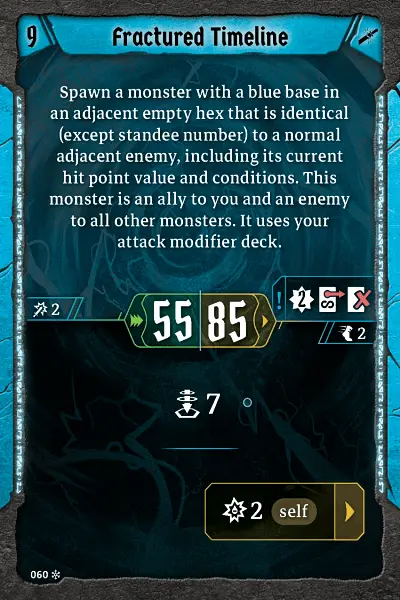 9 Fractured Timeline
Spawn a monster with a blue base in
an adjacent empty hex that is identical
(except standee number) to a normal
adjacent enemy, including its current
hit point value and conditions. This
monster is an ally to you and an enemy
to all other monsters. It uses your
attack modifier deck.
2
55 85
! 2
2
7
2 self
060